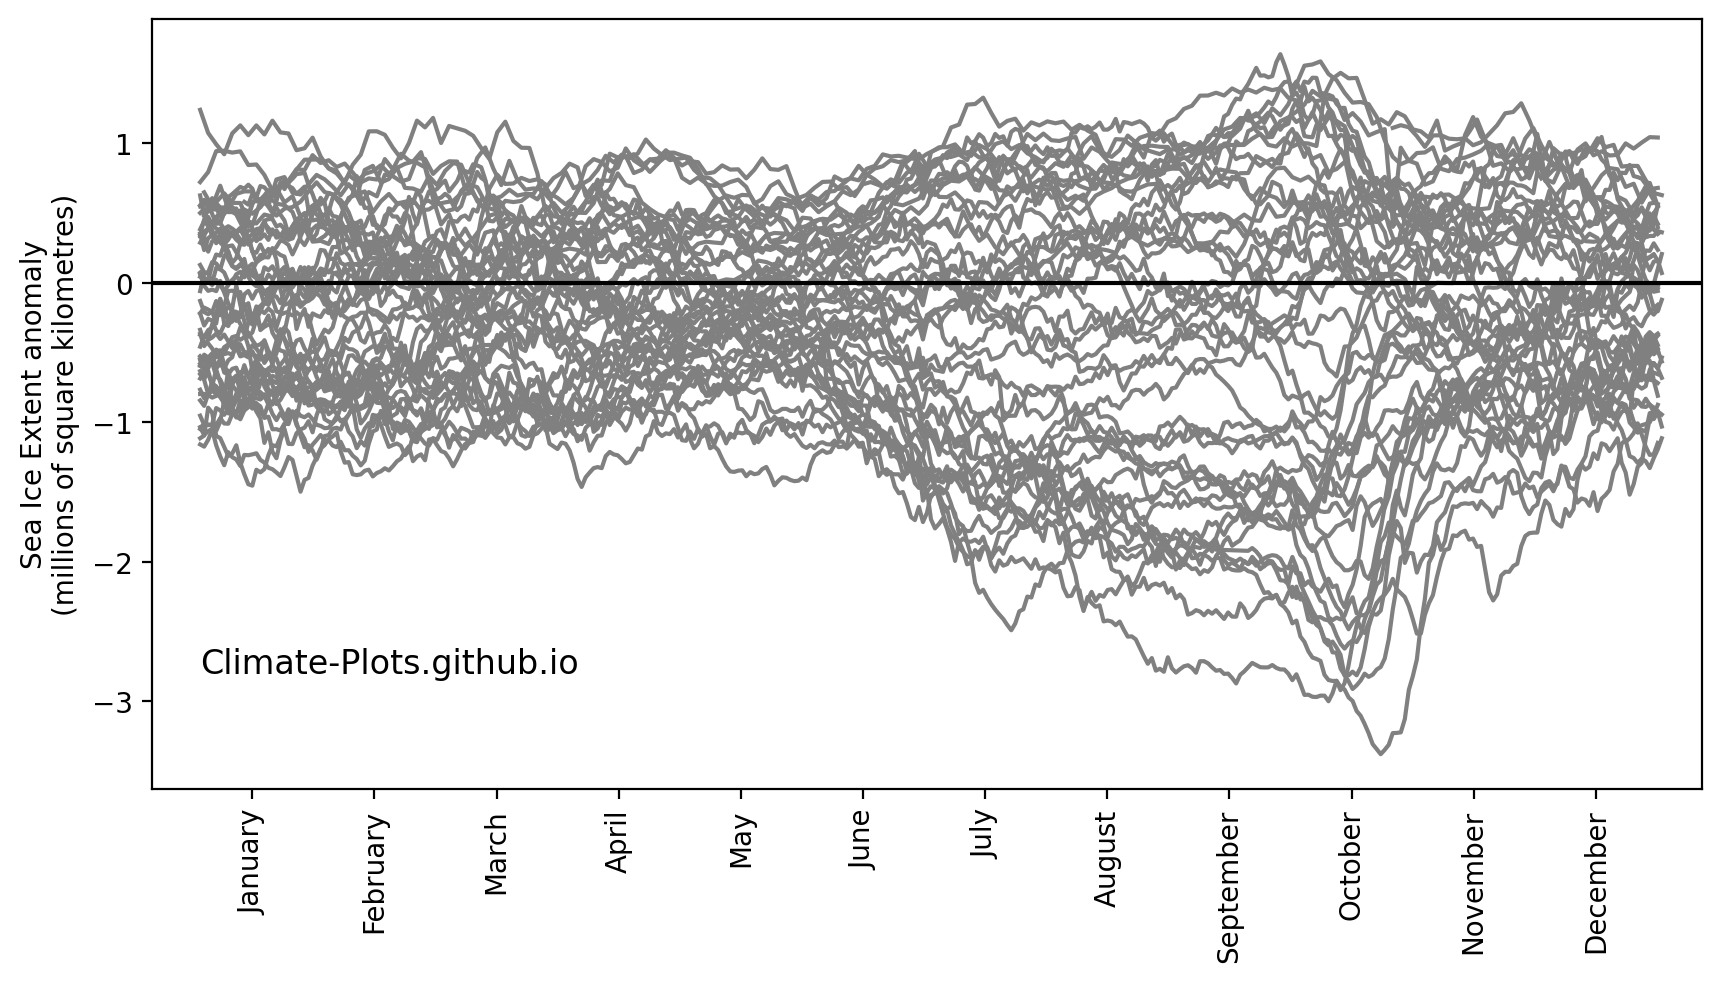 Sea Ice Extent anomaly
(millions of square kilometres)
1
0
−1
−2
−3
Climate-Plots.github.io
January
February
March
April
May
June
July
August
September
October
November
December